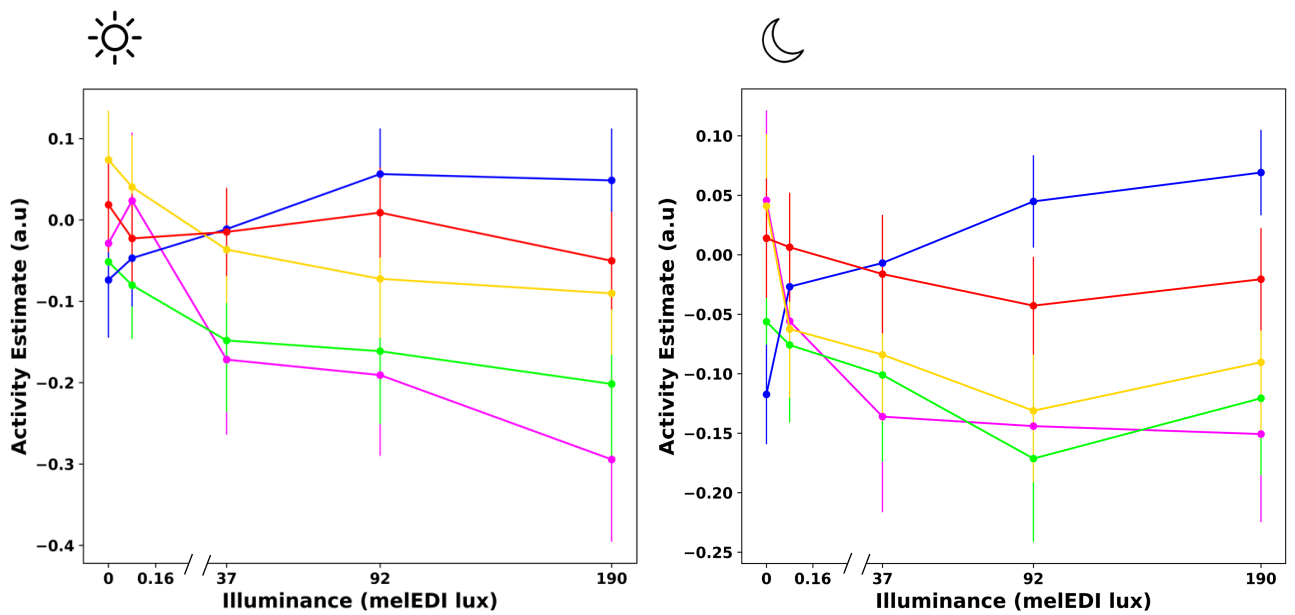 0.1
0.0
−0.1
−0.2
−0.3
−0.4
Activity Estimate (a.u)
0 0.16 37 92 190
Illuminance (melEDI lux)
0.10
0.05
0.00
−0.05
−0.10
−0.15
−0.20
−0.25
Activity Estimate (a.u)
0 0.16 37 92 190
Illuminance (melEDI lux)